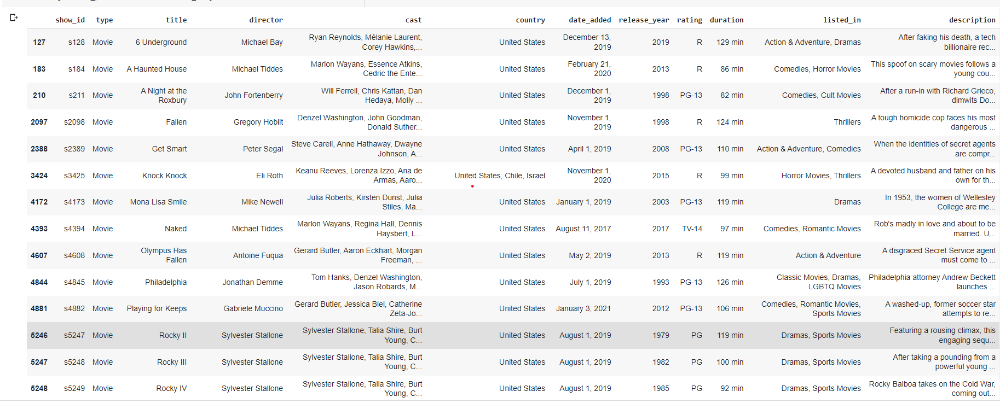 show_id type title director cast country date_added release_year rating duration listed_in description
127 s128 Movie 6 Underground Michael Bay Ryan Reynolds, Mélanie Laurent, Corey Hawkins,... United States December 13, 2019 2019 R 129 min Action & Adventure, Dramas After faking his death, a tech billionaire rec...
183 s184 Movie A Haunted House Michael Tiddes Marlon Wayans, Essence Atkins, Cedric the Ente... United States February 21, 2020 2013 R 86 min Comedies, Horror Movies This spoof on scary movies follows a young cou...
210 s211 Movie A Night at the Roxbury John Fortenberry Will Ferrell, Chris Kattan, Dan Hedaya, Molly ... United States December 1, 2019 1998 PG-13 82 min Comedies, Cult Movies After a run-in with Richard Grieco, dimwits Do...
2097 s2098 Movie Fallen Gregory Hoblit Denzel Washington, John Goodman, Donald Suther... United States November 1, 2019 1998 R 124 min Thrillers A tough homicide cop faces his most dangerous ...
2388 s2389 Movie Get Smart Peter Segal Steve Carell, Anne Hathaway, Dwayne Johnson, A... United States April 1, 2019 2008 PG-13 110 min Action & Adventure, Comedies When the identities of secret agents are compr...
3424 s3425 Movie Knock Knock Eli Roth Keanu Reeves, Lorenza Izzo, Ana de Armas, Aaro... United States, Chile, Israel November 1, 2020 2015 R 99 min Horror Movies, Thrillers A devoted husband and father on his own for th...
4172 s4173 Movie Mona Lisa Smile Mike Newell Julia Roberts, Kirsten Dunst, Julia Stiles, Ma... United States January 1, 2019 2003 PG-13 119 min Dramas In 1953, the women of Wellesley College are me...
4393 s4394 Movie Naked Michael Tiddes Marlon Wayans, Regina Hall, Dennis Haysbert, L... United States August 11, 2017 2017 TV-14 97 min Comedies, Romantic Movies Rob's madly in love and about to be married. U...
4607 s4608 Movie Olympus Has Fallen Antoine Fuqua Gerard Butler, Aaron Eckhart, Morgan Freeman, ... United States May 2, 2019 2013 R 119 min Action & Adventure A disgraced Secret Service agent must come to ...
4844 s4845 Movie Philadelphia Jonathan Demme Tom Hanks, Denzel Washington, Jason Robards, M... United States July 1, 2019 1993 PG-13 126 min Classic Movies, Dramas, LGBTQ Movies Philadelphia attorney Andrew Beckett launches ...
4881 s4882 Movie Playing for Keeps Gabriele Muccino Gerard Butler, Jessica Biel, Catherine Zeta-Jo... United States January 3, 2021 2012 PG-13 106 min Comedies, Romantic Movies, Sports Movies A washed-up, former soccer star attempts to re...
5246 s5247 Movie Rocky II Sylvester Stallone Sylvester Stallone, Talia Shire, Burt Young, C... United States August 1, 2019 1979 PG 119 min Dramas, Sports Movies Featuring a rousing climax, this engaging sequ...
5247 s5248 Movie Rocky III Sylvester Stallone Sylvester Stallone, Talia Shire, Burt Young, C... United States August 1, 2019 1982 PG 100 min Dramas, Sports Movies After taking a pounding from a powerful young ...
5248 s5249 Movie Rocky IV Sylvester Stallone Sylvester Stallone, Talia Shire, Burt Young, C... United States August 1, 2019 1985 PG 92 min Dramas, Sports Movies Rocky Balboa takes on the Cold War, coming out...